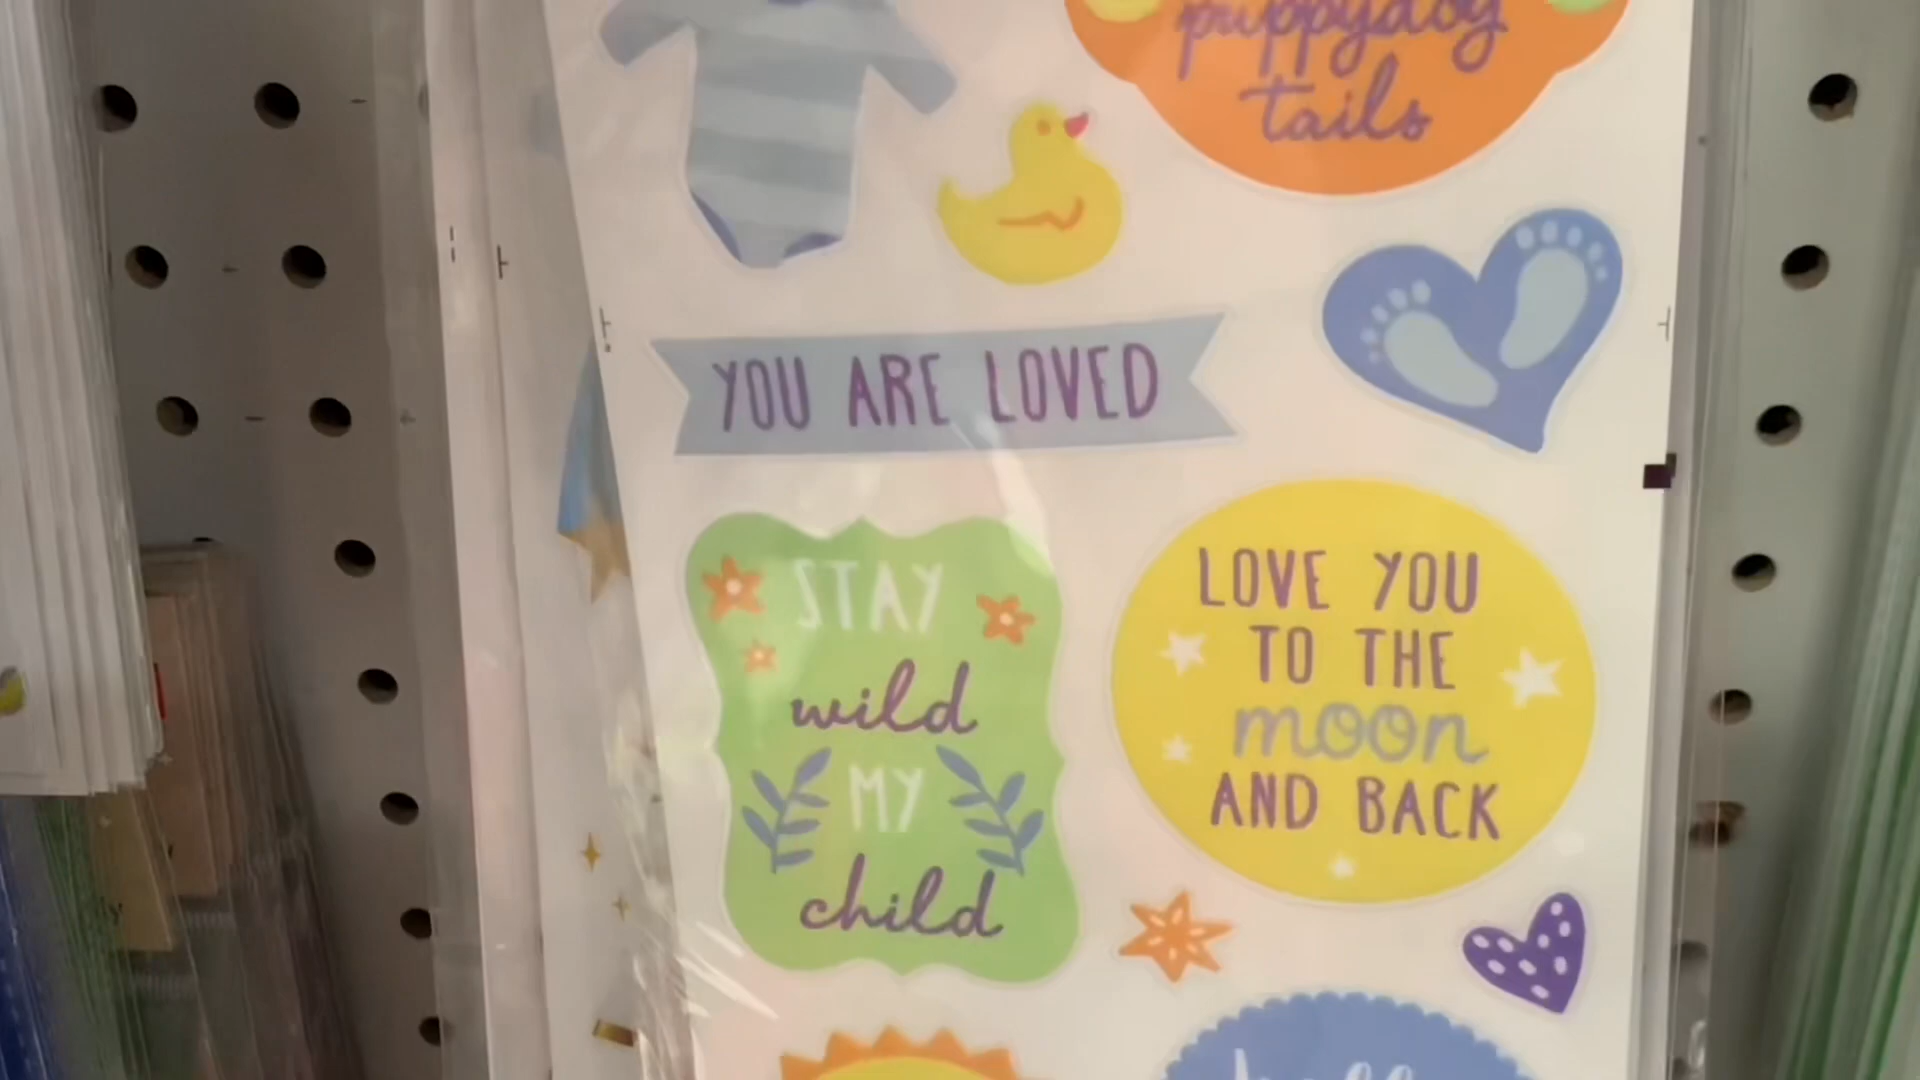 puppydog
tails
YOU ARE LOVED
STAY
wild
MY
child
LOVE YOU
TO THE
moon
AND BACK